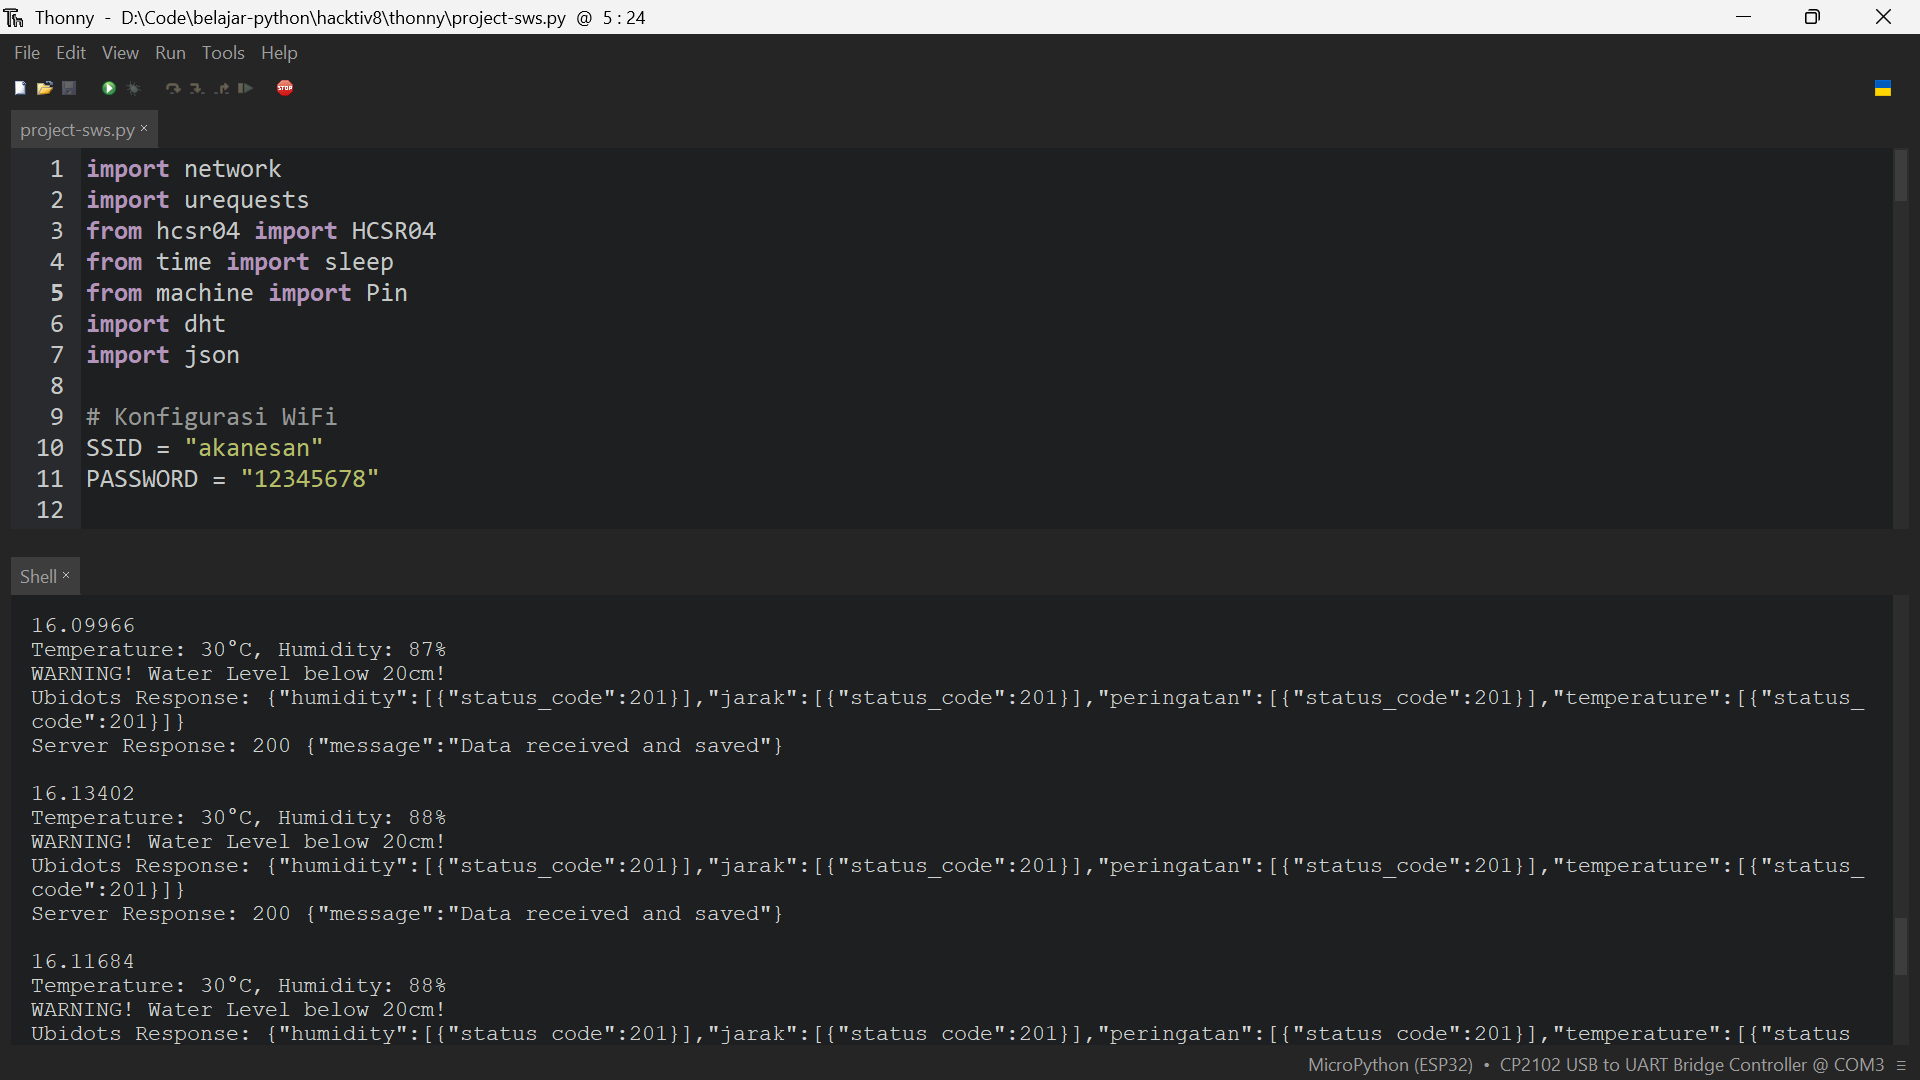 Thonny - D:\Code\belajar-python\hacktiv8\thonny\project-sws.py @ 5 : 24
File Edit View Run Tools Help
STOP
project-sws.py ×
1 import network
2 import urequests
3 from hcsr04 import HCSR04
4 from time import sleep
5 from machine import Pin
6 import dht
7 import json
8
9 # Konfigurasi WiFi
10 SSID = "akanesan"
11 PASSWORD = "12345678"
12
Shell ×
16.09966
Temperature: 30°C, Humidity: 87%
WARNING! Water Level below 20cm!
Ubidots Response: {"humidity":[{"status_code":201}],"jarak":[{"status_code":201}],"peringatan":[{"status_code":201}],"temperature":[{"status_
code":201}]}
Server Response: 200 {"message":"Data received and saved"}
16.13402
Temperature: 30°C, Humidity: 88%
WARNING! Water Level below 20cm!
Ubidots Response: {"humidity":[{"status_code":201}],"jarak":[{"status_code":201}],"peringatan":[{"status_code":201}],"temperature":[{"status_
code":201}]}
Server Response: 200 {"message":"Data received and saved"}
16.11684
Temperature: 30°C, Humidity: 88%
WARNING! Water Level below 20cm!
Ubidots Response: {"humidity":[{"status code":201}],"jarak":[{"status code":201}],"peringatan":[{"status code":201}],"temperature":[{"status
MicroPython (ESP32) • CP2102 USB to UART Bridge Controller @ COM3 ≡